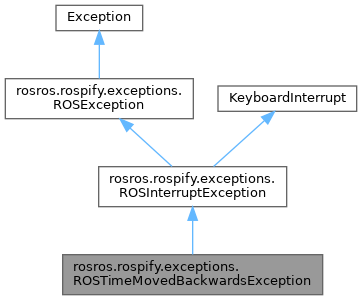 Exception
rosros.rospify.exceptions.
ROSException
KeyboardInterrupt
rosros.rospify.exceptions.
ROSInterruptException
rosros.rospify.exceptions.
ROSTimeMovedBackwardsException